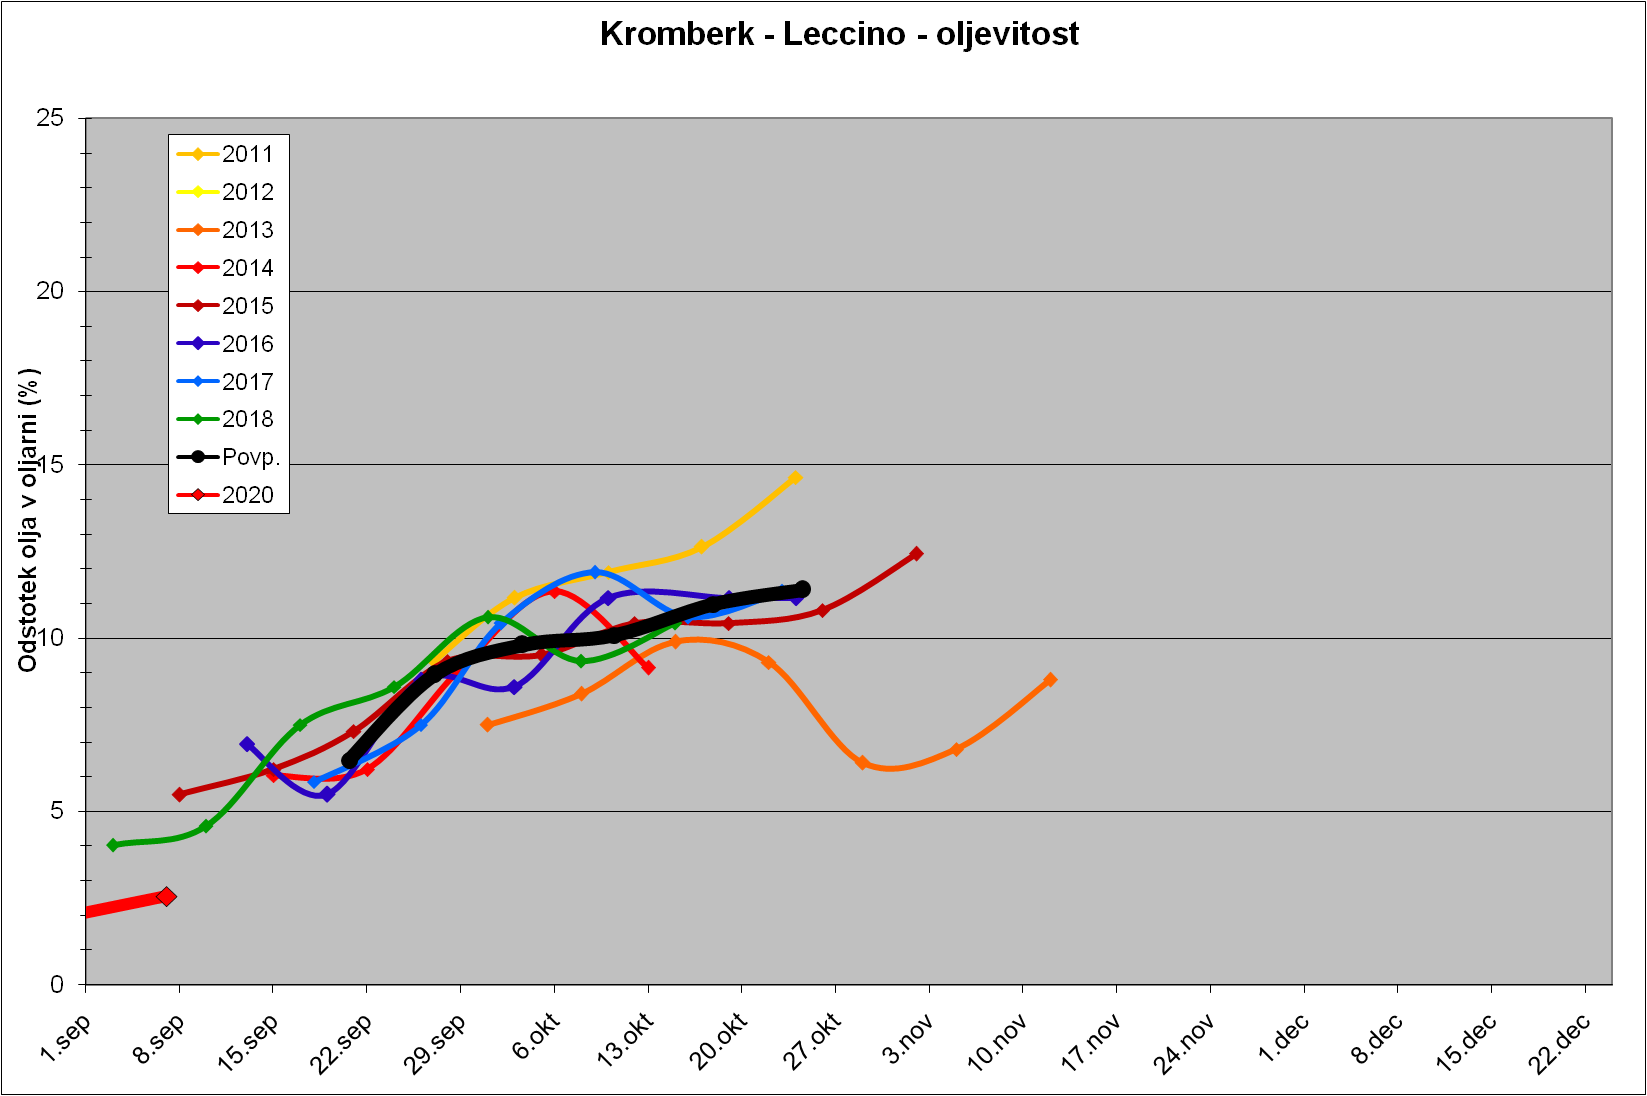 Kromberk - Leccino - oljevitost
Odstotek olja v oljarni (%)
25
20
15
10
5
0
2011
2012
2013
2014
2015
2016
2017
2018
Povp.
2020
1.sep
8.sep
15.sep
22.sep
29.sep
6.okt
13.okt
20.okt
27.okt
3.nov
10.nov
17.nov
24.nov
1.dec
8.dec
15.dec
22.dec